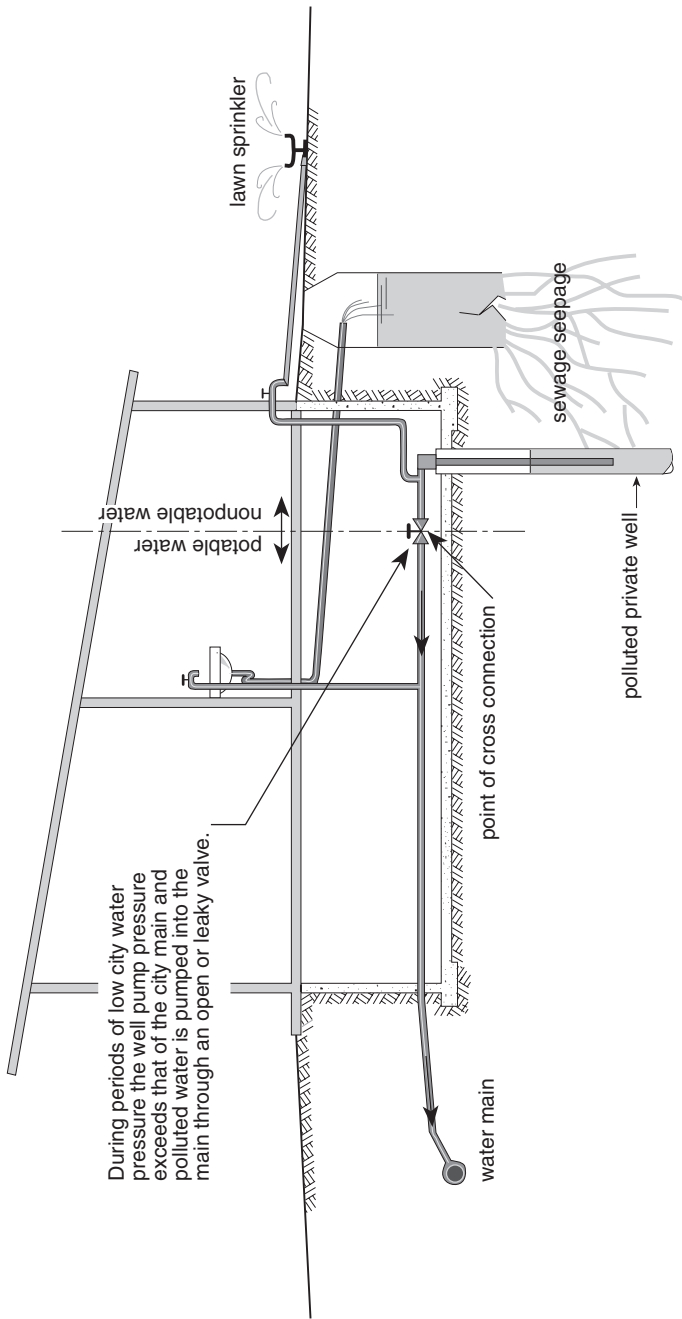 During periods of low city water
pressure the well pump pressure
exceeds that of the city main and
polluted water is pumped into the
main through an open or leaky valve.
potable water
nonpotable water
lawn sprinkler
water main
point of cross connection
sewage seepage
polluted private well